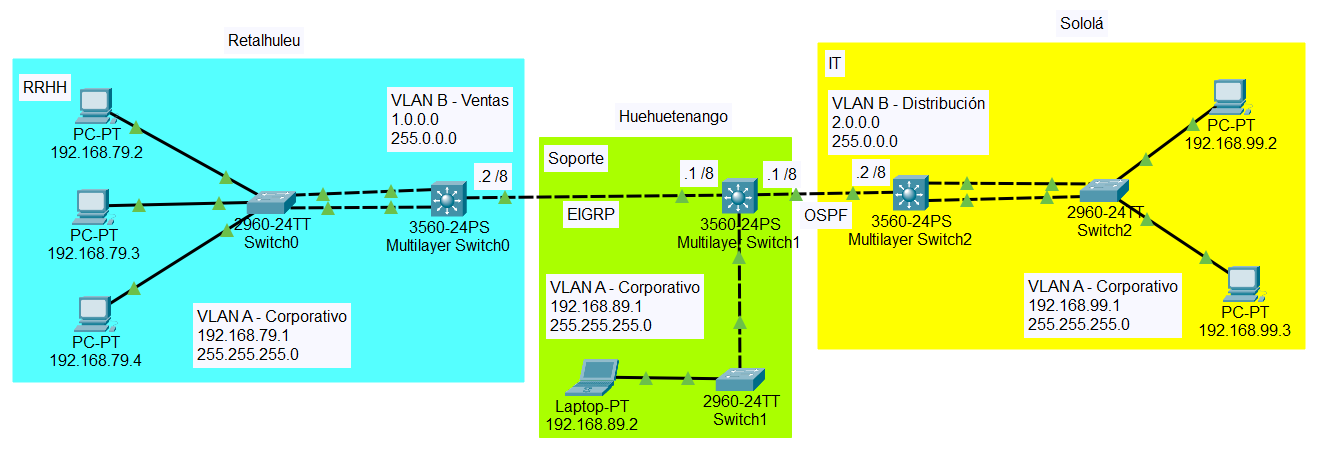 Retalhuleu
RRHH
PC-PT
192.168.79.2
PC-PT
192.168.79.3
PC-PT
192.168.79.4
2960-24TT
Switch0
VLAN A - Corporativo
192.168.79.1
255.255.255.0
VLAN B - Ventas
1.0.0.0
255.0.0.0
3560-24PS
Multilayer Switch0
.2 /8
EIGRP
Huehuetenango
Soporte
.1 /8
.1 /8
3560-24PS
Multilayer Switch1
VLAN A - Corporativo
192.168.89.1
255.255.255.0
Laptop-PT
192.168.89.2
2960-24TT
Switch1
OSPF
Sololá
IT
VLAN B - Distribución
2.0.0.0
255.0.0.0
.2 /8
3560-24PS
Multilayer Switch2
2960-24TT
Switch2
PC-PT
192.168.99.2
VLAN A - Corporativo
192.168.99.1
255.255.255.0
PC-PT
192.168.99.3